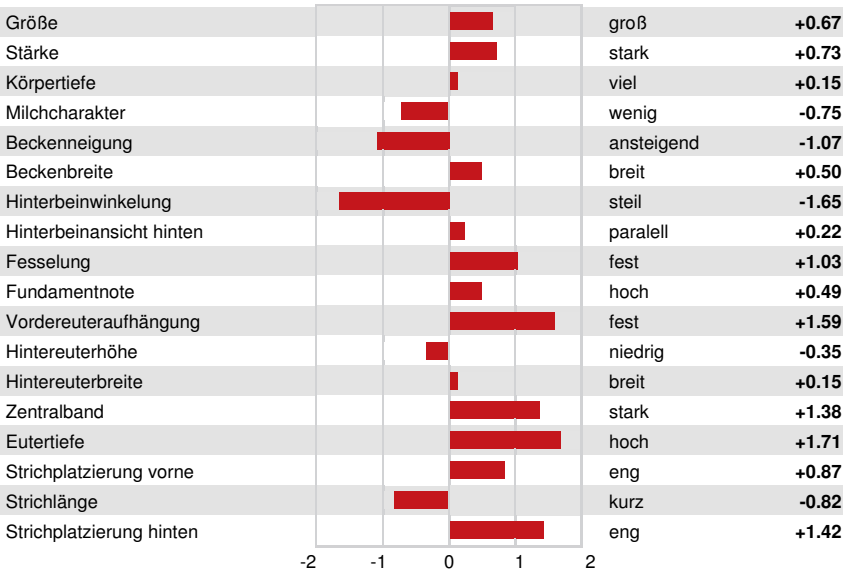 Größe groß +0.67
Stärke stark +0.73
Körpertiefe viel +0.15
Milchcharakter wenig -0.75
Beckenneigung ansteigend -1.07
Beckenbreite breit +0.50
Hinterbeinwinkelung steil -1.65
Hinterbeinansicht hinten paralell +0.22
Fesselung fest +1.03
Fundamentnote hoch +0.49
Vordereuteraufhängung fest +1.59
Hintereuterhöhe niedrig -0.35
Hintereuterbreite breit +0.15
Zentralband stark +1.38
Eutertiefe hoch +1.71
Strichplatzierung vorne eng +0.87
Strichlänge kurz -0.82
Strichplatzierung hinten eng +1.42
-2 -1 0 1 2